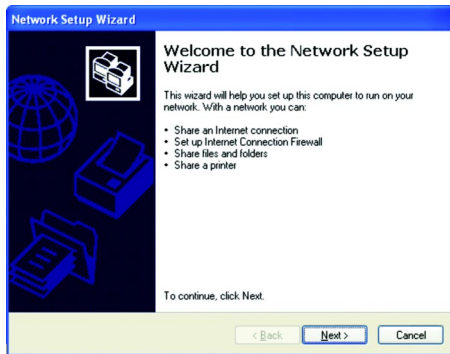 Network Setup Wizard
Welcome to the Network Setup
Wizard
This wizard will help you set up this computer to run on your
network. With a network you can:
• Share an Internet connection
• Set up Internet Connection Firewall
• Share files and folders
• Share a printer
To continue, click Next.
< Back
Next >
Cancel